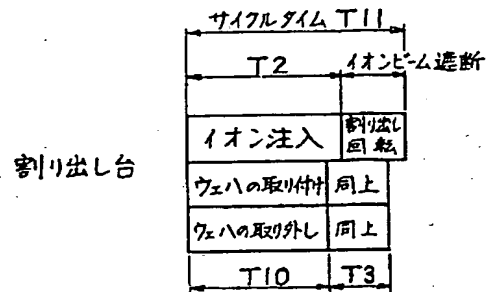 サイクルタイム T11
T2
イオンビーム遮断
イオン注入
割り出し
回転
割り出し台
ウェハの取り付け
同上
ウェハの取り外し
同上
T10
T3